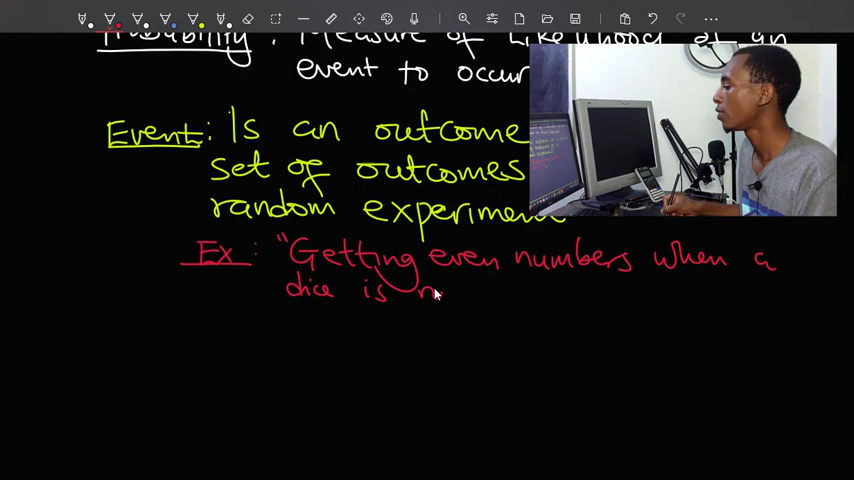 Probability : Measure of Likelihood of an
event to occur
Event: Is an outcome
set of outcomes
random experiment
Ex : "Getting even numbers when a
dice is